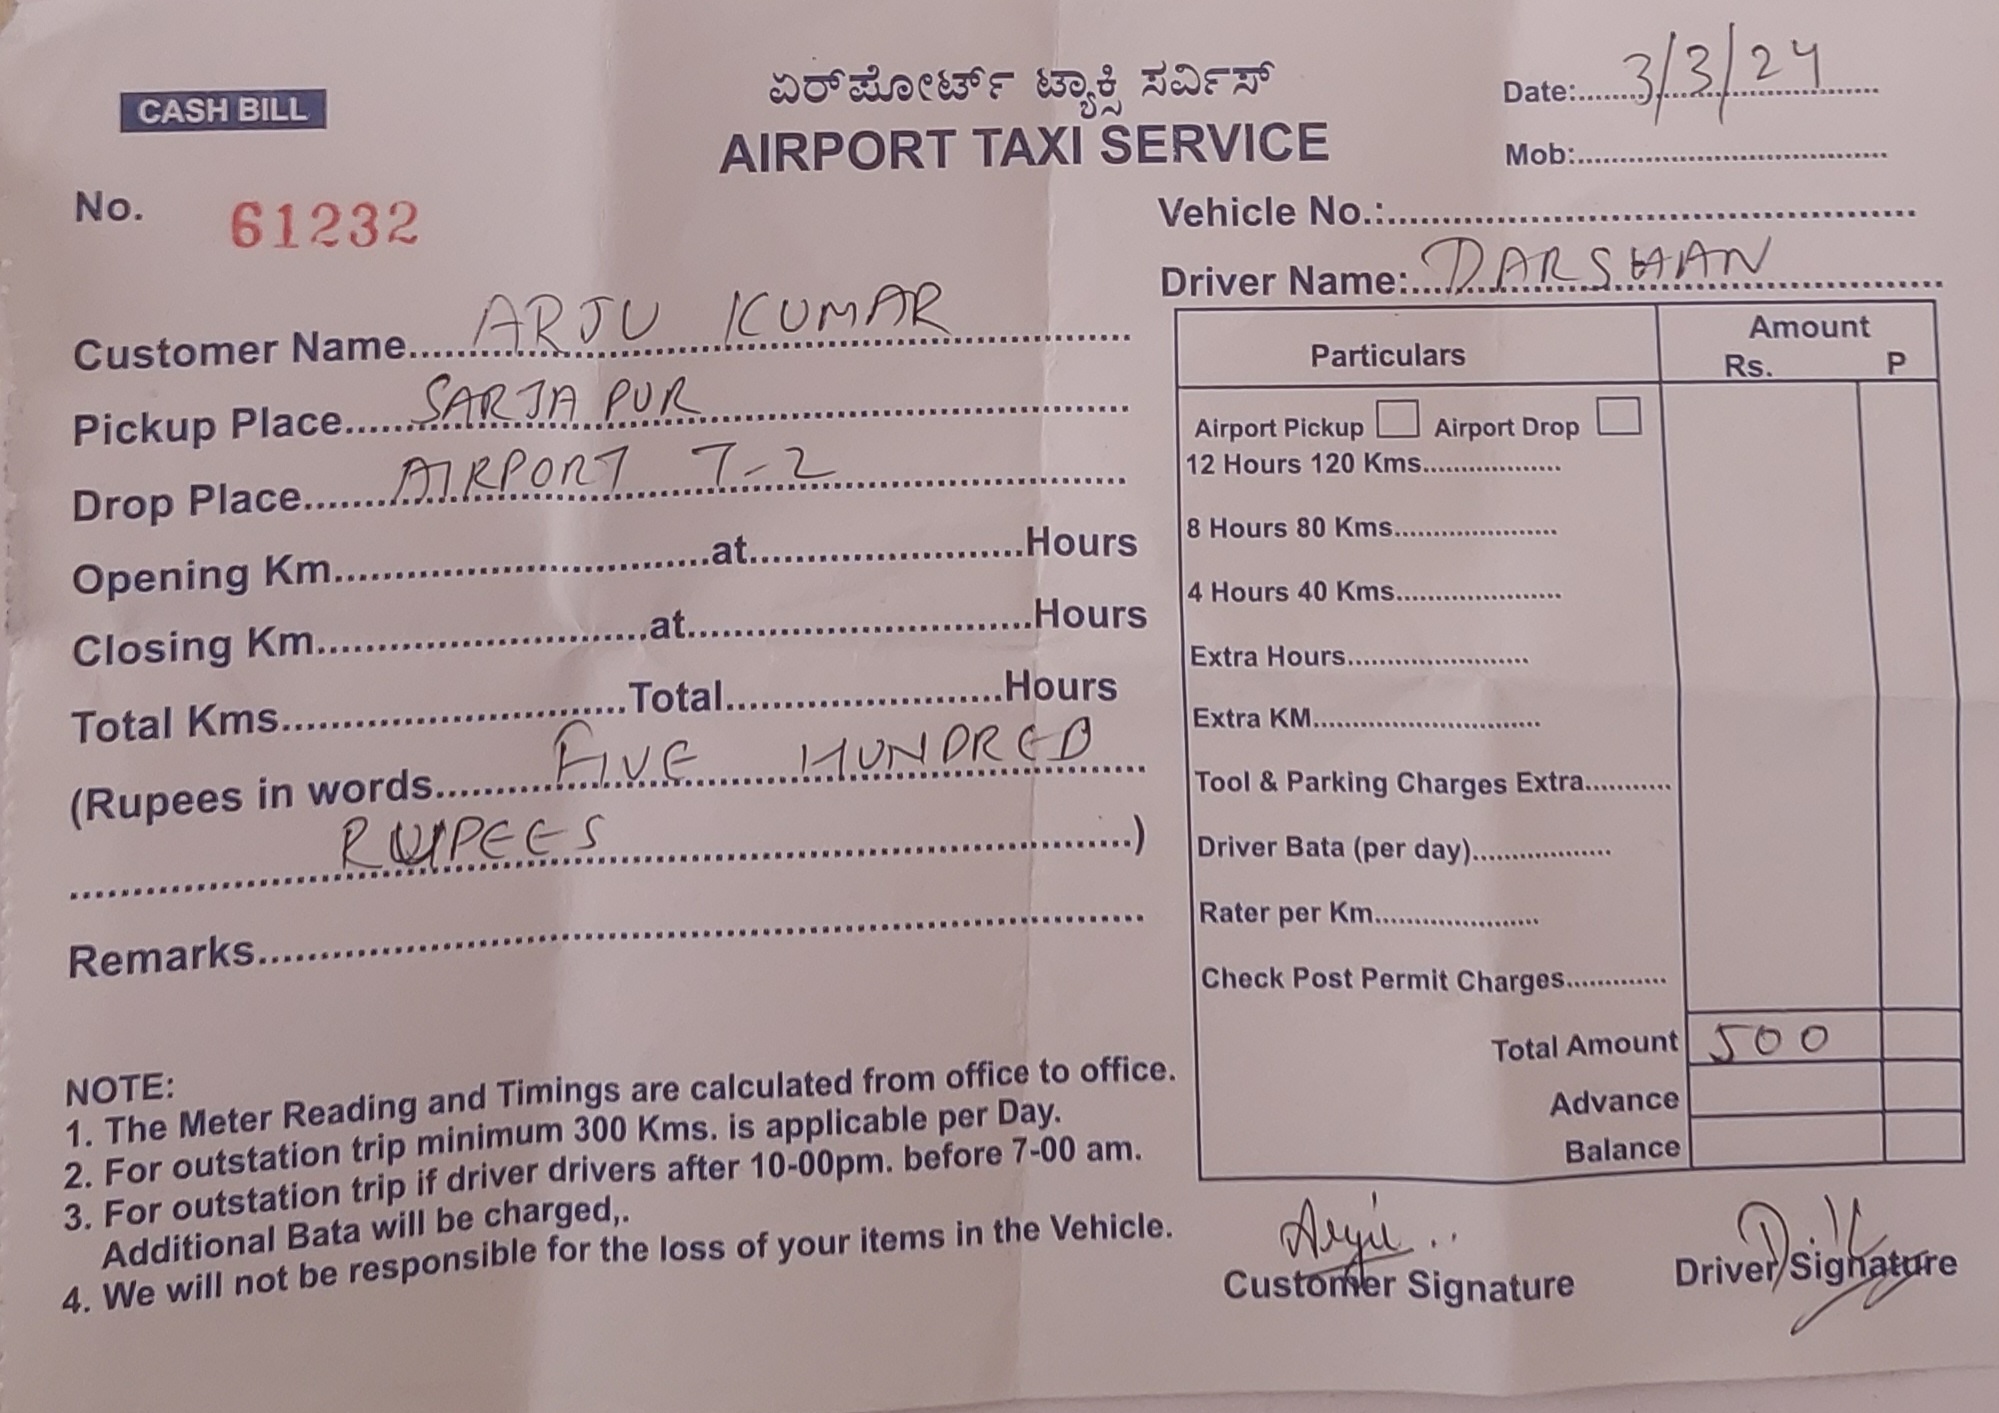 CASH BILL
ಏರ್‌ಪೋರ್ಟ್ ಟ್ಯಾಕ್ಸಿ ಸರ್ವಿಸ್
AIRPORT TAXI SERVICE
Date:3/3/24
Mob:
No. 61232
Vehicle No.:
Driver Name: DARSHAN
Customer Name ARJU KUMAR
Pickup Place SARJAPUR
Drop Place AIRPORT T-2
Opening Km at Hours
Closing Km at Hours
Total Kms Total Hours
(Rupees in words FIVE HUNDRED
RUPEES )
Remarks
Particulars Amount
Rs. P
Airport Pickup Airport Drop
12 Hours 120 Kms
8 Hours 80 Kms
4 Hours 40 Kms
Extra Hours
Extra KM
Tool & Parking Charges Extra
Driver Bata (per day)
Rater per Km
Check Post Permit Charges
Total Amount 500
Advance
Balance
NOTE:
1. The Meter Reading and Timings are calculated from office to office.
2. For outstation trip minimum 300 Kms. is applicable per Day.
3. For outstation trip if driver drivers after 10-00pm. before 7-00 am.
Additional Bata will be charged,.
4. We will not be responsible for the loss of your items in the Vehicle.
Customer Signature
Driver Signature